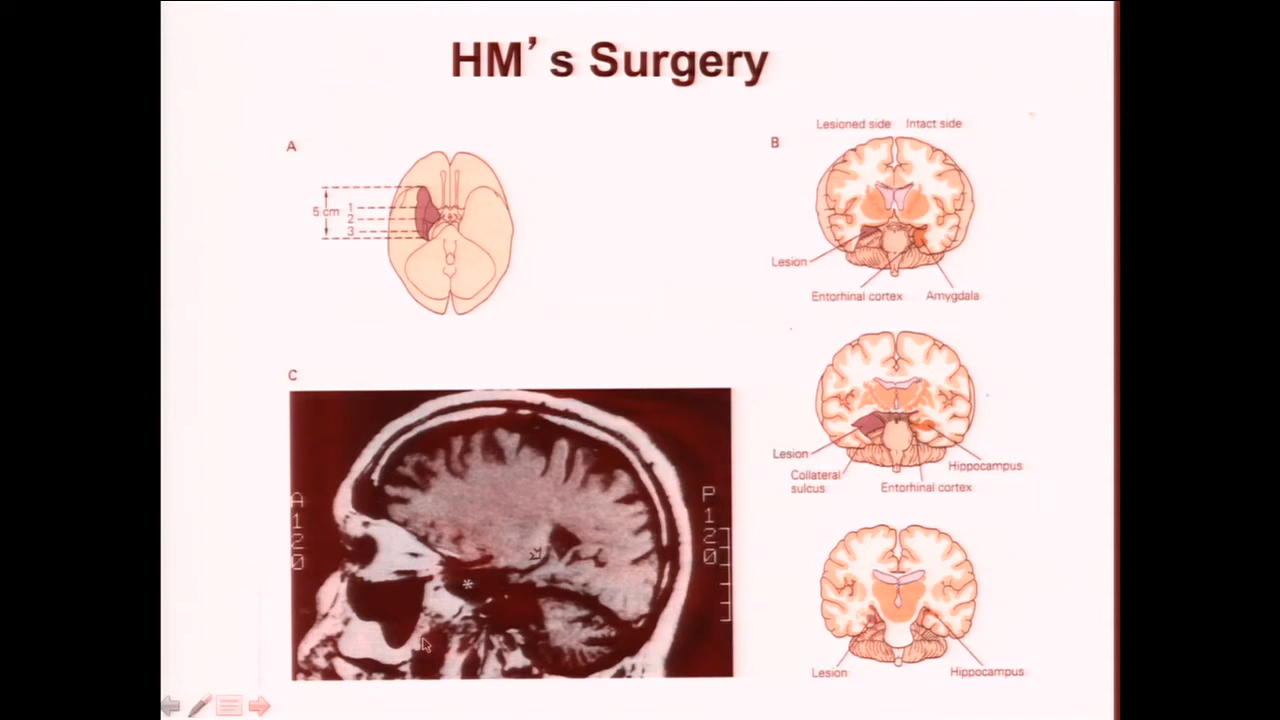 HM's Surgery
A
5 cm
1
2
3
B
Lesioned side Intact side
Lesion
Entorhinal cortex
Amygdala
Lesion
Collateral
sulcus
Hippocampus
Entorhinal cortex
Lesion
Hippocampus
C
A
1
2
0
*
P
1
2
0